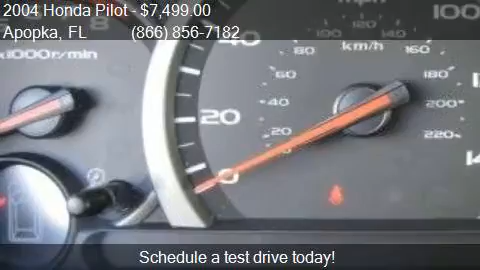 2004 Honda Pilot - $7,499.00
Apopka, FL (866) 856-7182
x1000r/min
40
20
0
20
40
60
80
100
120
160
180
200
220
km/h
100
Schedule a test drive today!